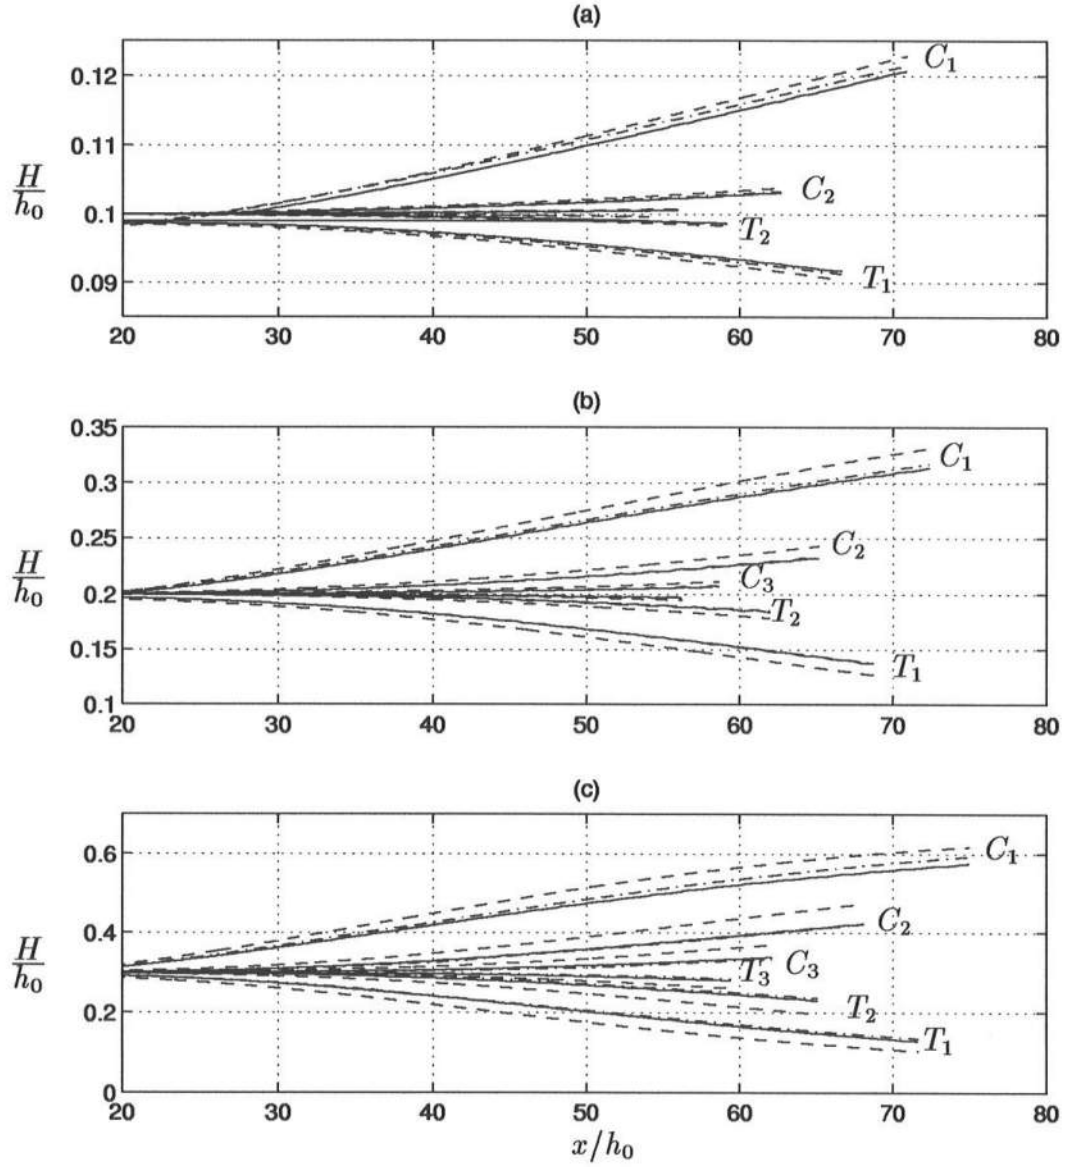 (a)
0.12
0.11
0.1
0.09
H/h₀
C₁
C₂
T₂
T₁
20 30 40 50 60 70 80
(b)
0.35
0.3
0.25
0.2
0.15
0.1
H/h₀
C₁
C₂
C₃
T₂
T₁
20 30 40 50 60 70 80
(c)
0.6
0.4
0.2
0
H/h₀
C₁
C₂
T₃ C₃
T₂
T₁
20 30 40 50 60 70 80
x/h₀